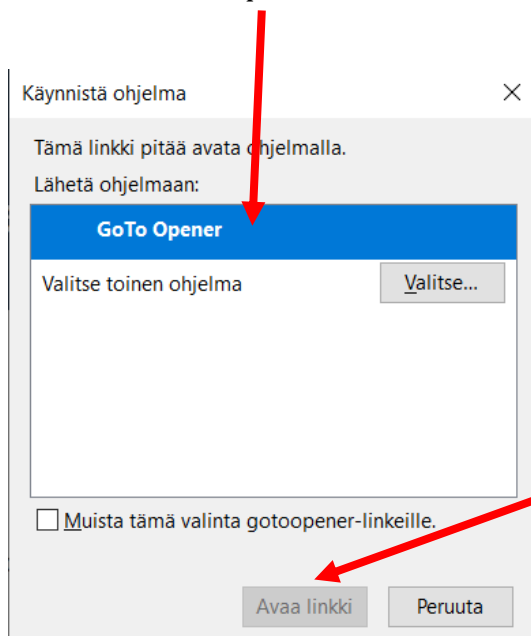 Käynnistä ohjelma
Tämä linkki pitää avata ohjelmalla.
Lähetä ohjelmaan:
GoTo Opener
Valitse toinen ohjelma Valitse...
Muista tämä valinta gotoopener-linkeille.
Avaa linkki Peruuta